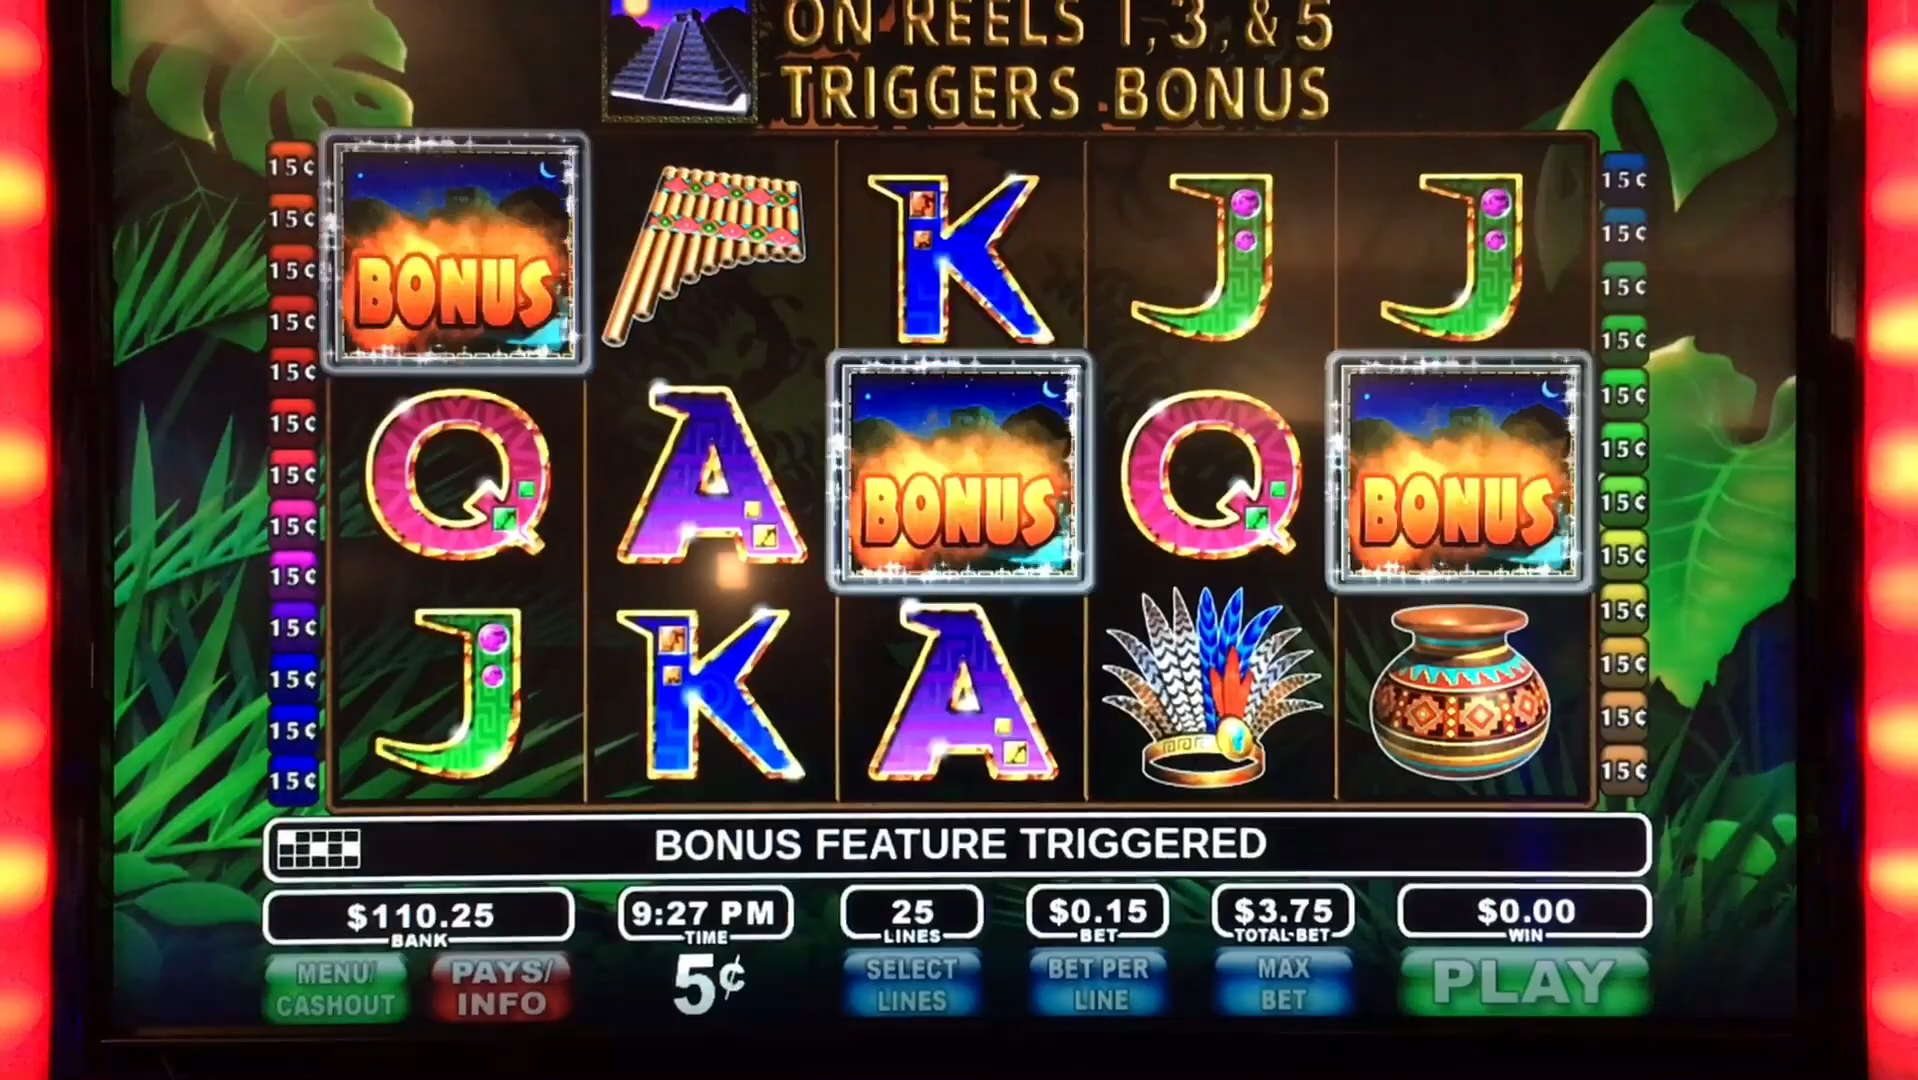 ON REELS 1, 3, & 5
TRIGGERS BONUS
15¢ 15¢
15¢ 15¢
15¢ 15¢
15¢ 15¢
15¢ 15¢
15¢ 15¢
15¢ 15¢
15¢ 15¢
15¢ 15¢
15¢ 15¢
15¢ 15¢
15¢ 15¢
15¢
BONUS K J J
Q A BONUS Q BONUS
J K A
BONUS FEATURE TRIGGERED
$110.25 9:27 PM 25 $0.15 $3.75 $0.00
BANK TIME LINES BET TOTAL-BET WIN
MENU/ PAYS/ 5¢ SELECT BET PER MAX PLAY
CASHOUT INFO LINES LINE BET